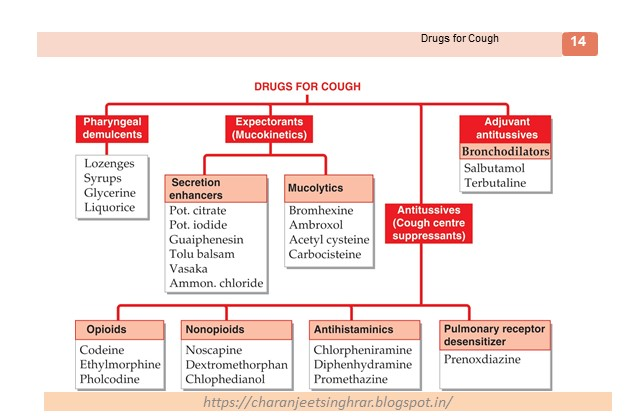 Drugs for Cough
14
DRUGS FOR COUGH
Pharyngeal
demulcents
Lozenges
Syrups
Glycerine
Liquorice
Expectorants
(Mucokinetics)
Secretion
enhancers
Pot. citrate
Pot. iodide
Guaiphenesin
Tolu balsam
Vasaka
Ammon. chloride
Mucolytics
Bromhexine
Ambroxol
Acetyl cysteine
Carbocisteine
Antitussives
(Cough centre
suppressants)
Adjuvant
antitussives
Bronchodilators
Salbutamol
Terbutaline
Opioids
Codeine
Ethylmorphine
Pholcodine
Nonopioids
Noscapine
Dextromethorphan
Chlophedianol
Antihistaminics
Chlorpheniramine
Diphenhydramine
Promethazine
Pulmonary receptor
desensitizer
Prenoxdiazine
https://charanjeetsinghrar.blogspot.in/